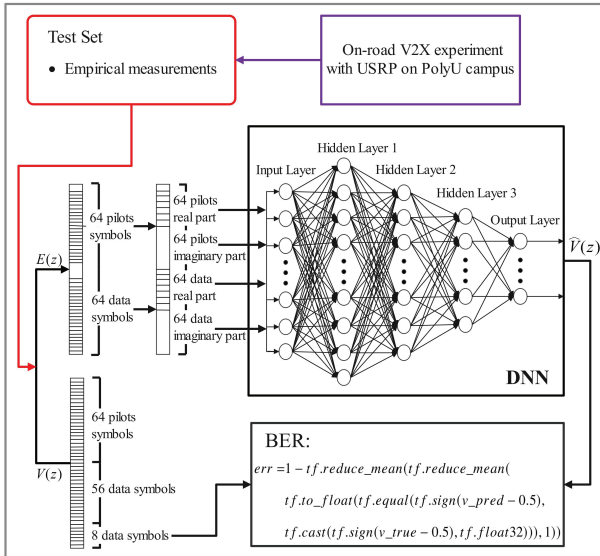 Test Set
• Empirical measurements
On-road V2X experiment
with USRP on PolyU campus
Hidden Layer 1
Input Layer
Hidden Layer 2
Hidden Layer 3
Output Layer
64 pilots
symbols
64 data symbols
E(z)
64 pilots
real part
64 pilots
imaginary part
64 data
real part
64 data
imaginary part
V̂(z)
DNN
64 pilots
symbols
V(z)
56 data symbols
8 data symbols
BER:
err =1 − tf.reduce_mean(tf.reduce_mean(
tf.to_float(tf.equal(tf.sign(v_pred −0.5),
tf.cast(tf.sign(v_true −0.5),tf.float32))),1))